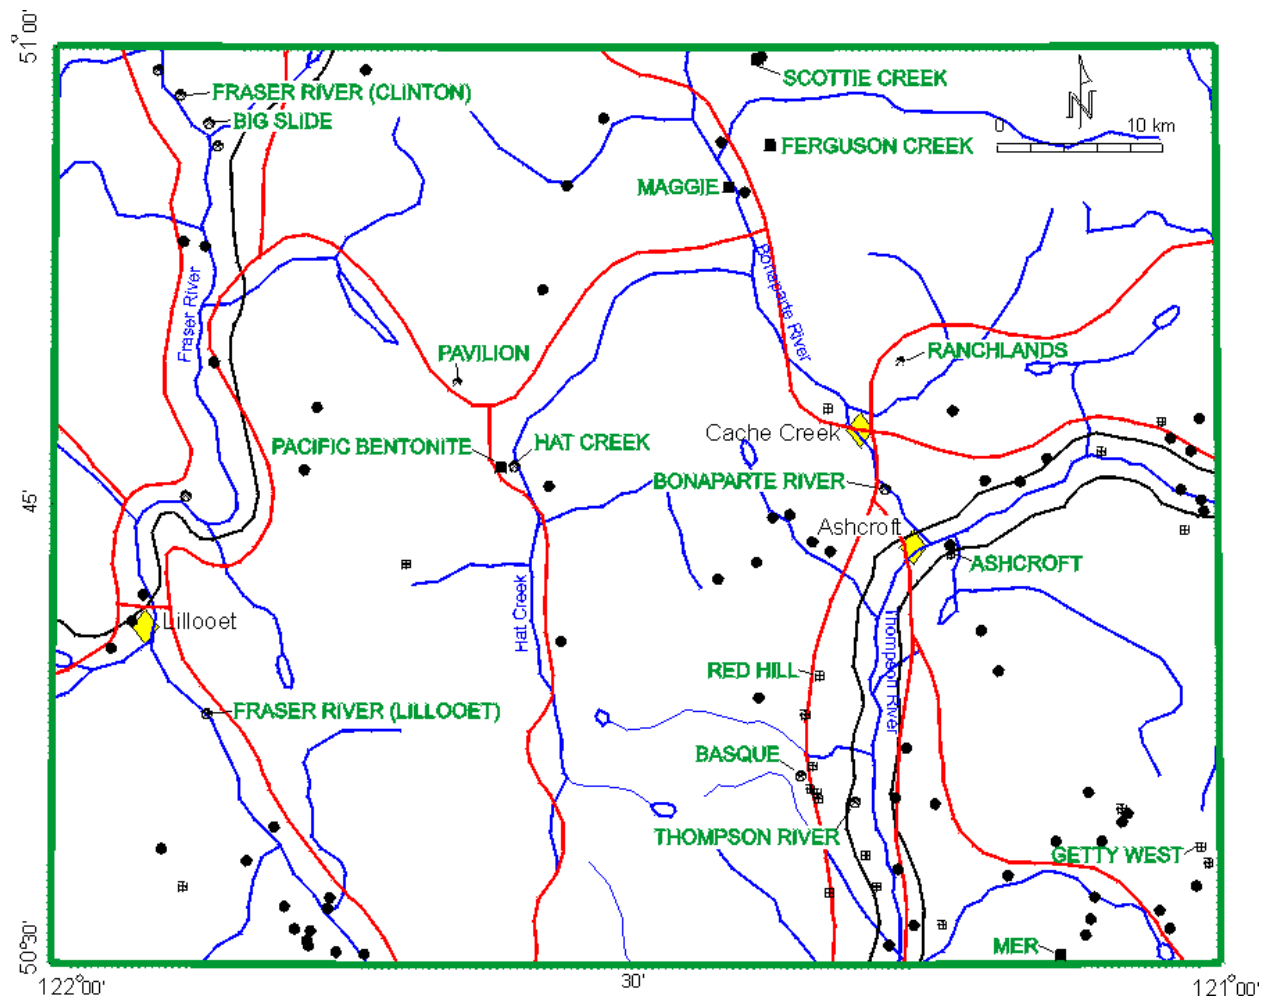 51°00'
SCOTTIE CREEK
FRASER RIVER (CLINTON)
BIG SLIDE
N
0 10 km
FERGUSON CREEK
MAGGIE
Bonaparte River
Fraser River
PAVILION
RANCHLANDS
Cache Creek
PACIFIC BENTONITE
HAT CREEK
BONAPARTE RIVER
45'
Ashcroft
ASHCROFT
Hat Creek
Lillooet
Thompson River
RED HILL
FRASER RIVER (LILLOOET)
BASQUE
THOMPSON RIVER
GETTY WEST
MER
50°30'
122°00'
30'
121°00'